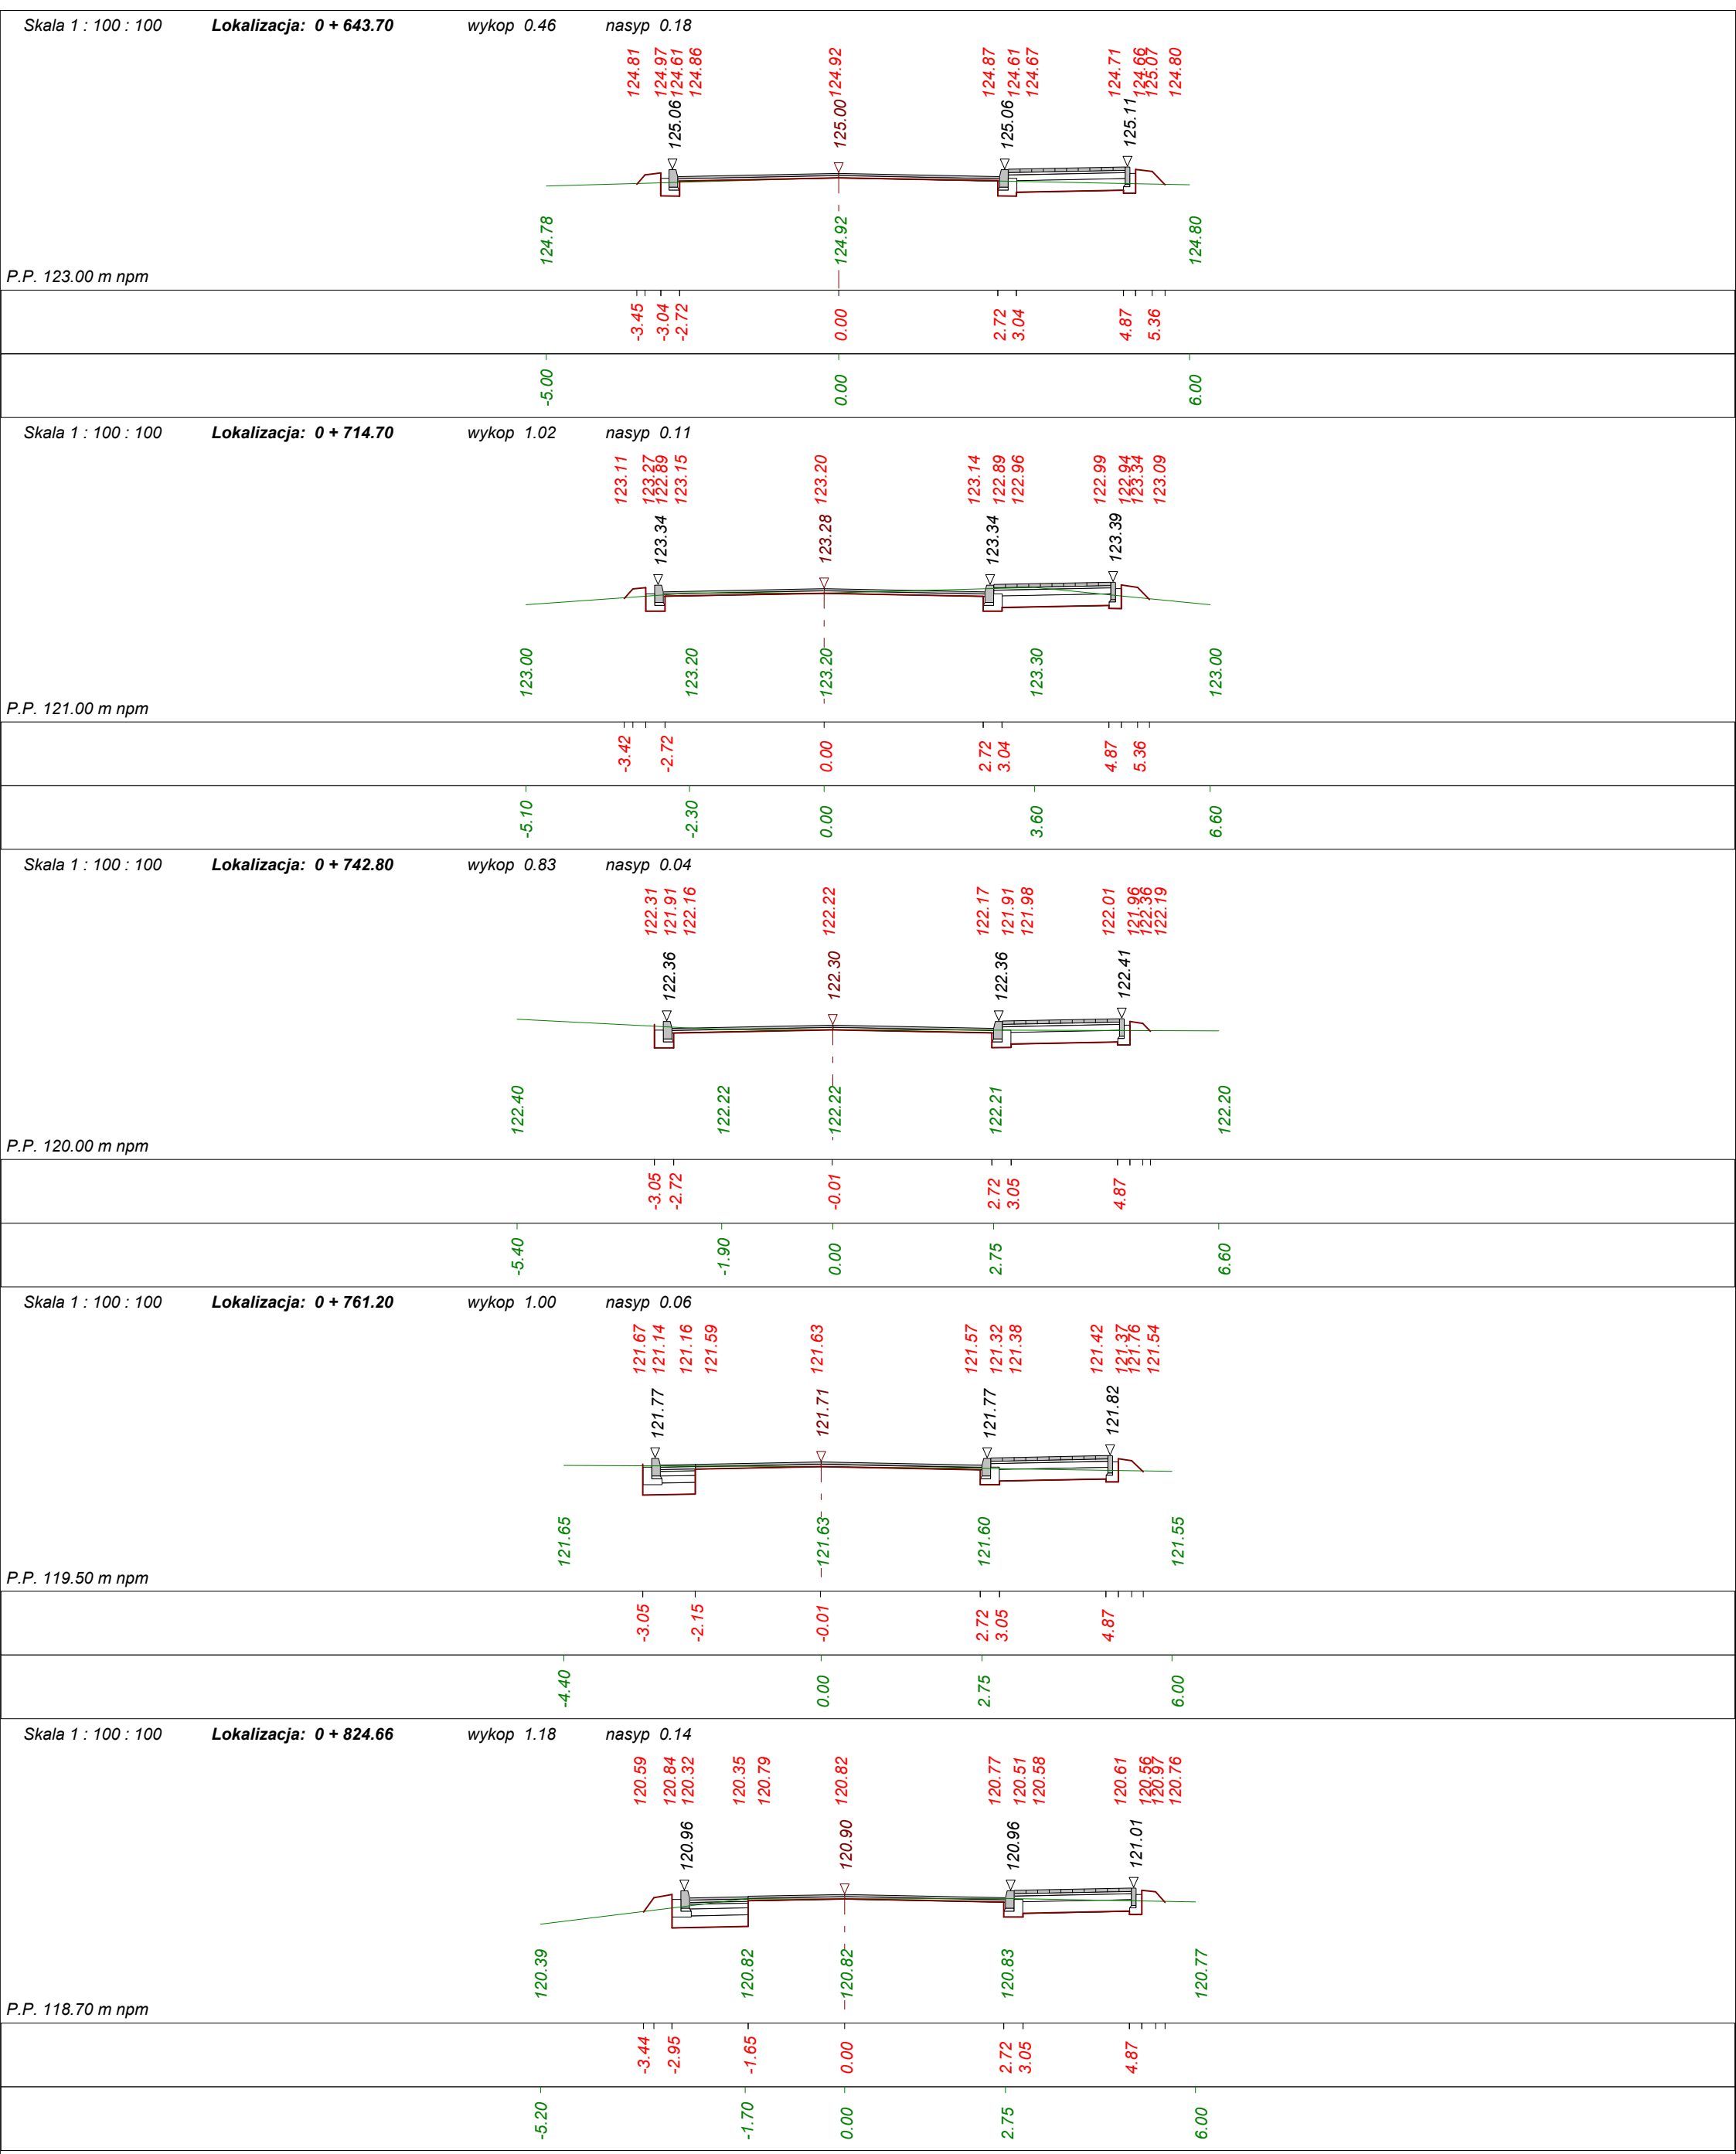 Skala 1 : 100 : 100 Lokalizacja: 0 + 643.70 wykop 0.46 nasyp 0.18
124.81 124.97 124.61 124.86 124.92 124.87 124.61 124.67 124.71 124.66 125.07 124.80
125.06 125.00 125.06 125.11
124.78 124.92 124.80
P.P. 123.00 m npm
-3.45 -3.04 -2.72 0.00 2.72 3.04 4.87 5.36
-5.00 0.00 6.00
Skala 1 : 100 : 100 Lokalizacja: 0 + 714.70 wykop 1.02 nasyp 0.11
123.11 123.27 122.89 123.15 123.20 123.14 122.89 122.96 122.99 122.94 123.34 123.09
123.34 123.28 123.34 123.39
123.00 123.20 123.20 123.30 123.00
P.P. 121.00 m npm
-3.42 -2.72 0.00 2.72 3.04 4.87 5.36
-5.10 -2.30 0.00 3.60 6.60
Skala 1 : 100 : 100 Lokalizacja: 0 + 742.80 wykop 0.83 nasyp 0.04
122.31 121.91 122.16 122.22 122.17 121.91 121.98 122.01 121.96 122.36 122.19
122.36 122.30 122.36 122.41
122.40 122.22 122.22 122.21 122.20
P.P. 120.00 m npm
-3.05 -2.72 -0.01 2.72 3.05 4.87
-5.40 -1.90 0.00 2.75 6.60
Skala 1 : 100 : 100 Lokalizacja: 0 + 761.20 wykop 1.00 nasyp 0.06
121.67 121.14 121.16 121.59 121.63 121.57 121.32 121.38 121.42 121.37 121.76 121.54
121.77 121.71 121.77 121.82
121.65 121.63 121.60 121.55
P.P. 119.50 m npm
-3.05 -2.15 -0.01 2.72 3.05 4.87
-4.40 0.00 2.75 6.00
Skala 1 : 100 : 100 Lokalizacja: 0 + 824.66 wykop 1.18 nasyp 0.14
120.59 120.84 120.32 120.35 120.79 120.82 120.77 120.51 120.58 120.61 120.56 120.97 120.76
120.96 120.90 120.96 121.01
120.39 120.82 120.82 120.83 120.77
P.P. 118.70 m npm
-3.44 -2.95 -1.65 0.00 2.72 3.05 4.87
-5.20 -1.70 0.00 2.75 6.00